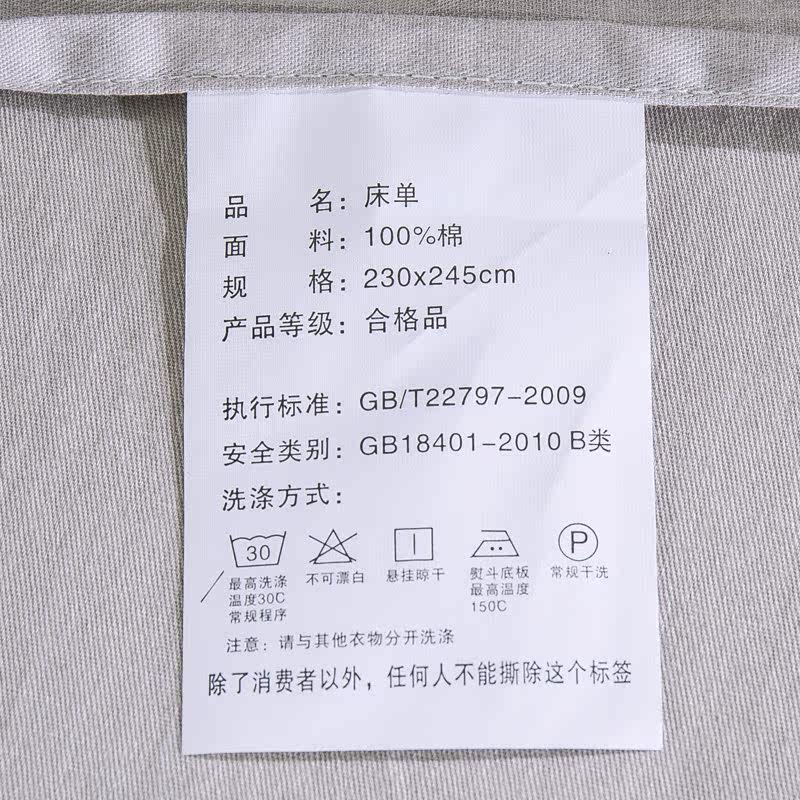 品 名：床单
面 料：100%棉
规 格：230x245cm
产品等级：合格品
执行标准：GB/T22797-2009
安全类别：GB18401-2010 B类
洗涤方式：
30 P
最高洗涤 不可漂白 悬挂晾干 熨斗底板 常规干洗
温度30C 最高温度
常规程序 150C
注意：请与其他衣物分开洗涤
除了消费者以外，任何人不能撕除这个标签